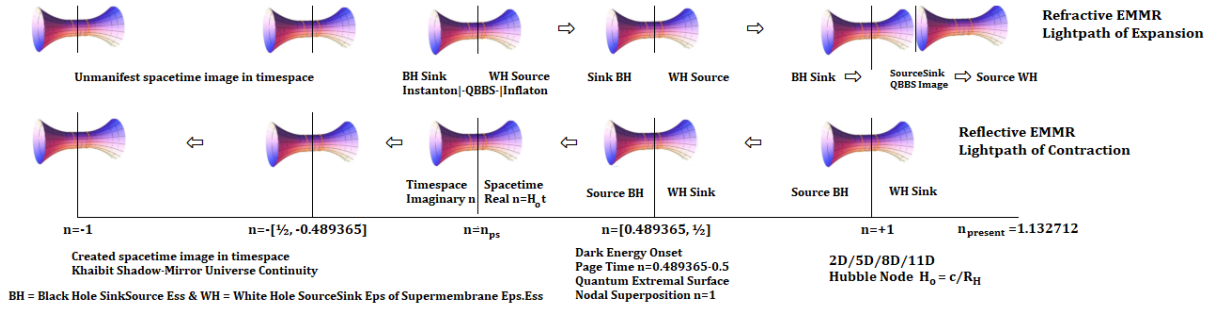 Refractive EMMR
Lightpath of Expansion
Unmanifest spacetime image in timespace
BH Sink WH Source
Instanton|-QBBS-|Inflaton
Sink BH WH Source
BH Sink ⇨ SourceSink ⇨ Source WH
QBBS Image
Reflective EMMR
Lightpath of Contraction
Timespace Spacetime
Imaginary n Real n=Hₒt
Source BH WH Sink
Source BH WH Sink
n=-1 n=-[½, -0.489365] n=nₚₛ n=[0.489365, ½] n=+1 n present =1.132712
Created spacetime image in timespace
Khaibit Shadow-Mirror Universe Continuity
Dark Energy Onset
Page Time n=0.489365-0.5
Quantum Extremal Surface
Nodal Superposition n=1
2D/5D/8D/11D
Hubble Node Hₒ = c/R_H
BH = Black Hole SinkSource Ess & WH = White Hole SourceSink Eps of Supermembrane Eps.Ess